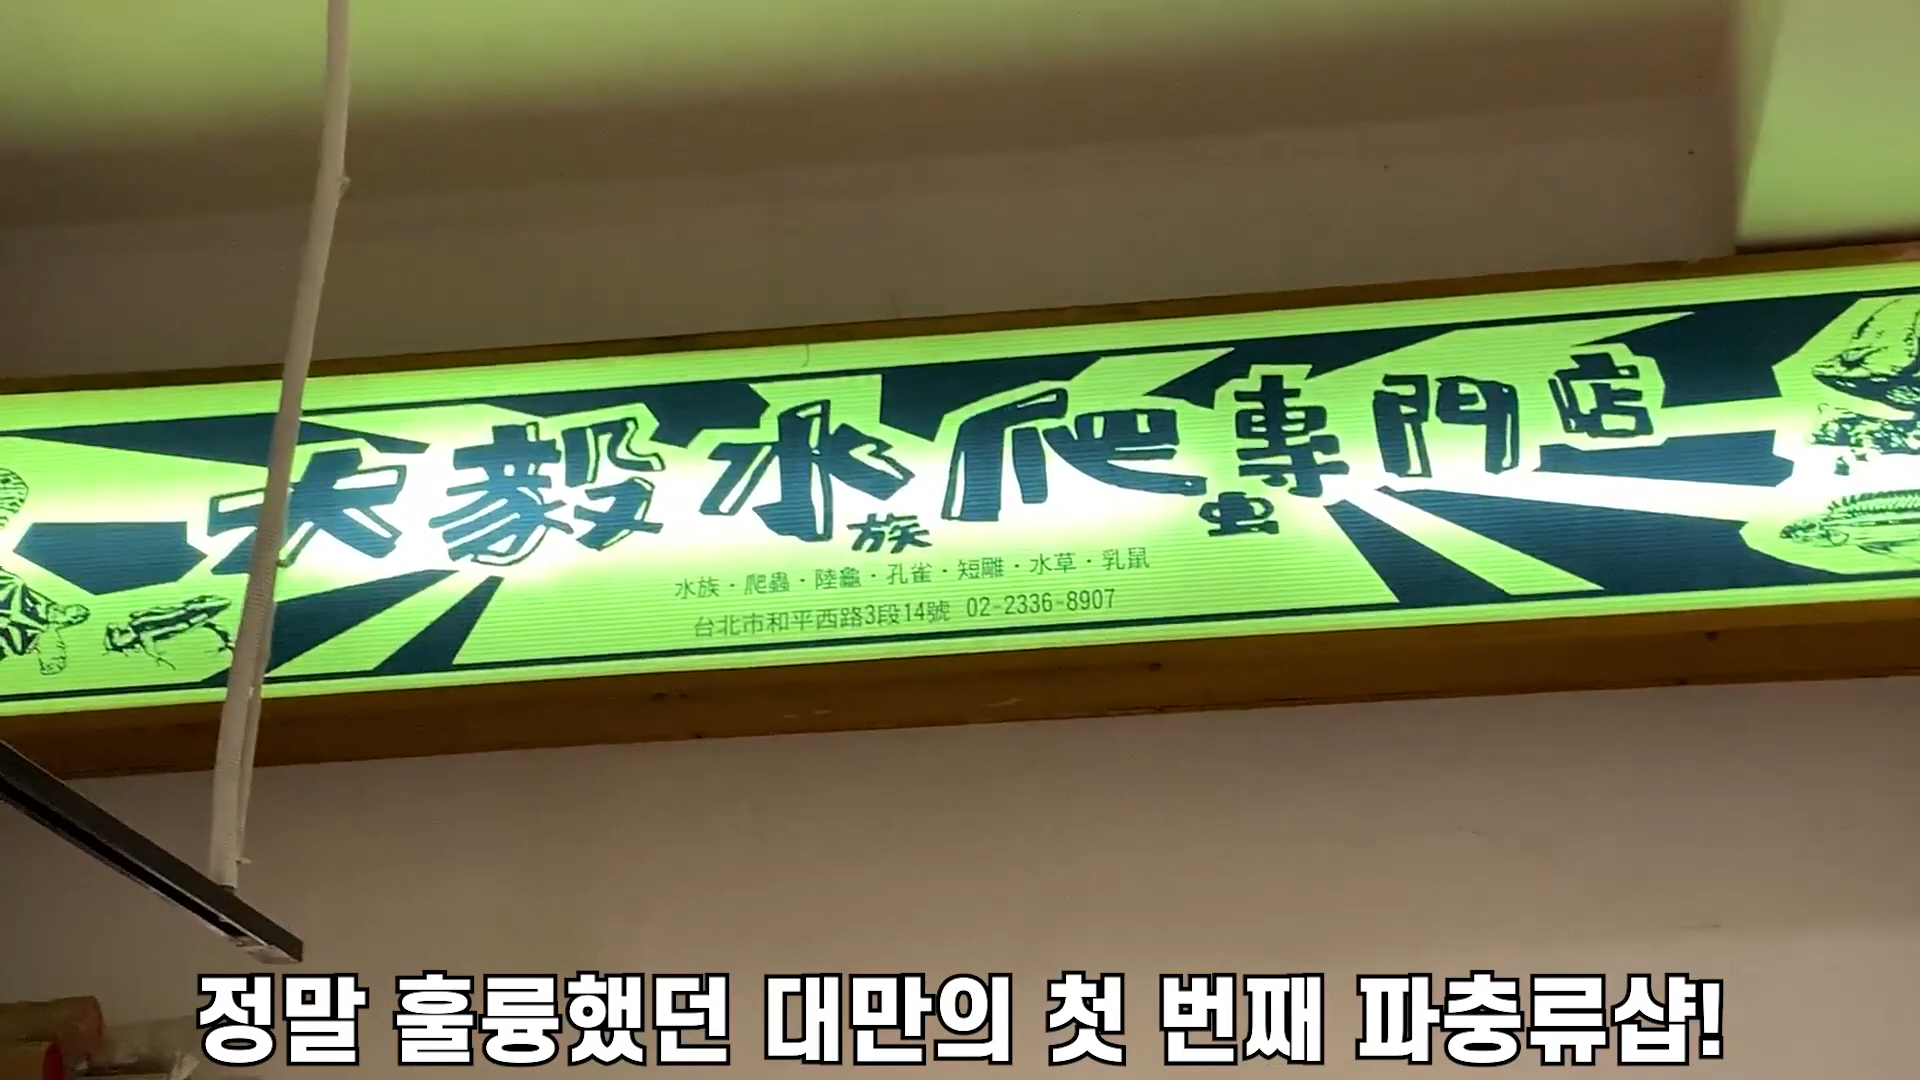 大毅水族爬虫專門店
水族・爬蟲・陸龜・孔雀・短雕・水草・乳鼠
台北市和平西路3段14號 02-2336-8907
정말 훌륭했던 대만의 첫 번째 파충류샵!